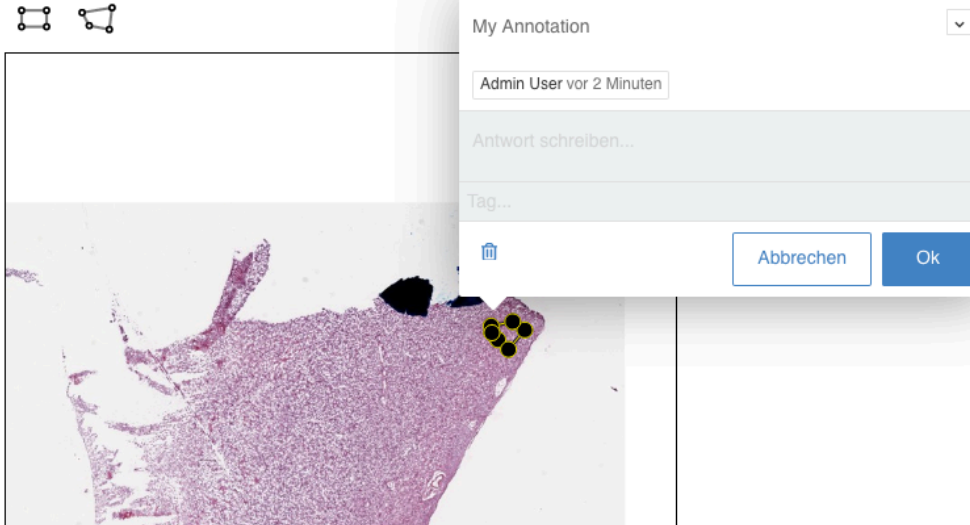 My Annotation
Admin User vor 2 Minuten
Antwort schreiben...
Tag...
Abbrechen
Ok